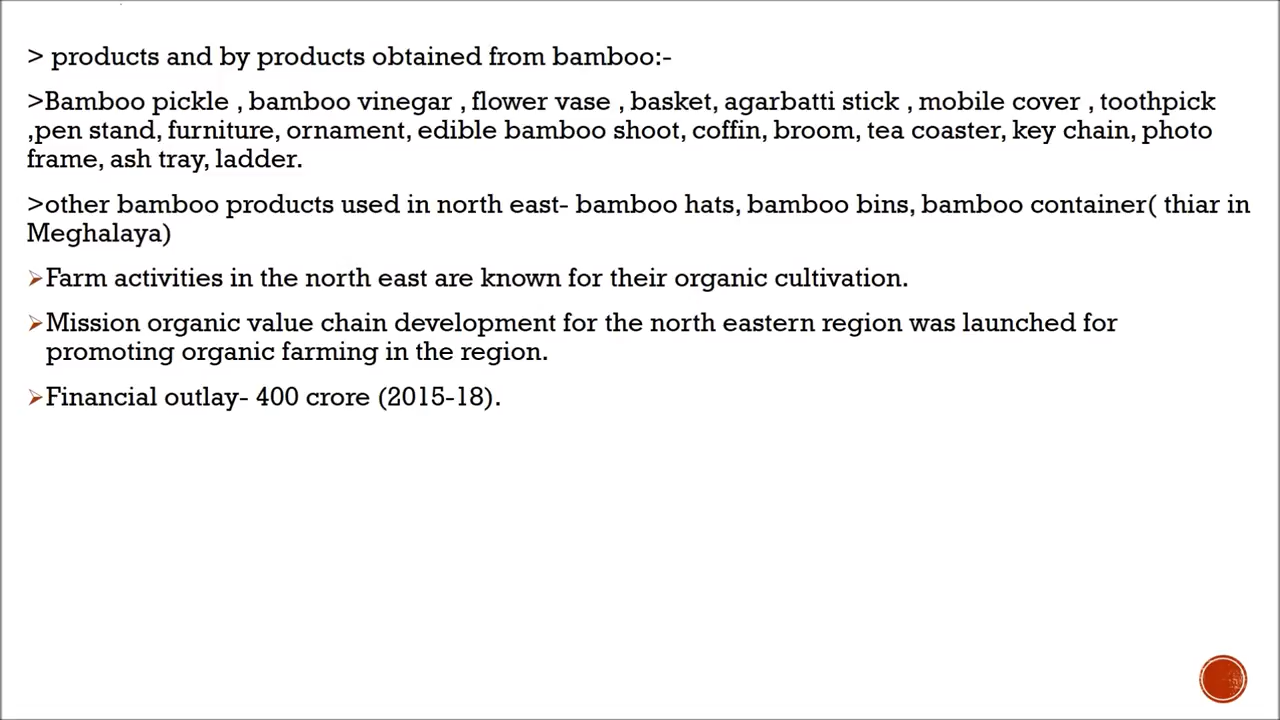 > products and by products obtained from bamboo:-
>Bamboo pickle , bamboo vinegar , flower vase , basket, agarbatti stick , mobile cover , toothpick
,pen stand, furniture, ornament, edible bamboo shoot, coffin, broom, tea coaster, key chain, photo
frame, ash tray, ladder.
>other bamboo products used in north east- bamboo hats, bamboo bins, bamboo container( thiar in
Meghalaya)
➢Farm activities in the north east are known for their organic cultivation.
➢Mission organic value chain development for the north eastern region was launched for
promoting organic farming in the region.
➢Financial outlay- 400 crore (2015-18).